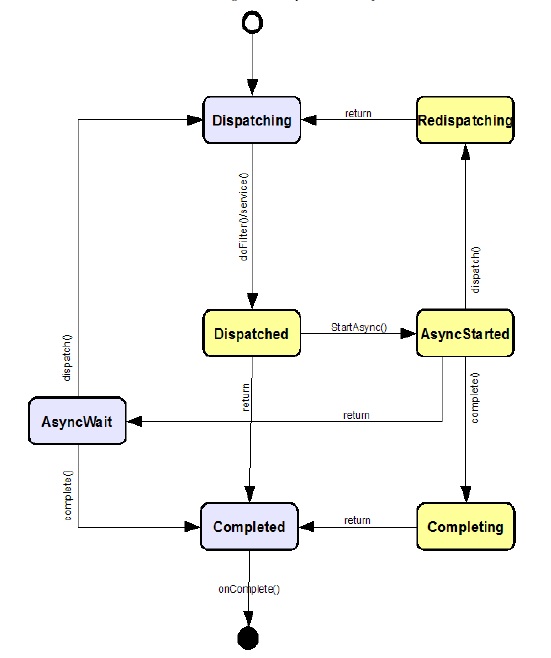 Dispatching
return
Redispatching
doFilter()/service()
dispatch()
Dispatched
StartAsync()
AsyncStarted
dispatch()
return
complete()
AsyncWait
return
complete()
Completed
return
Completing
onComplete()